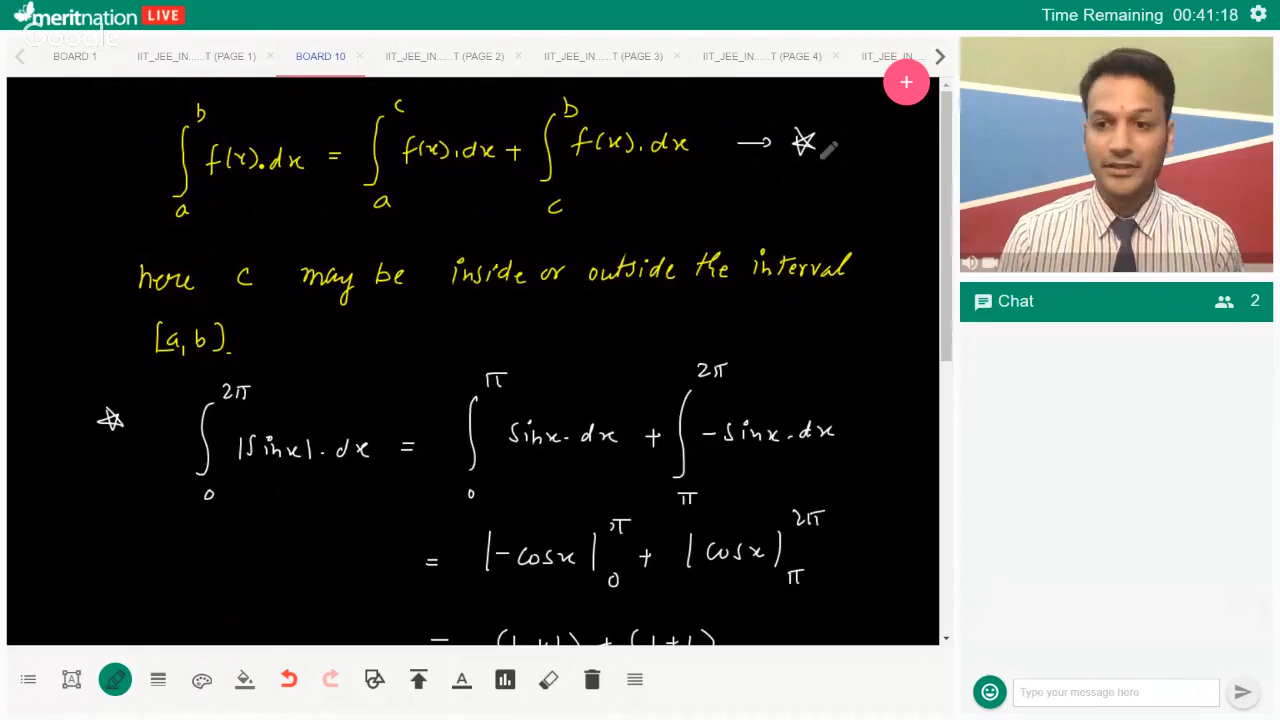 meritnation LIVE
Google
Time Remaining 00:41:18
BOARD 1 IIT_JEE_IN......T (PAGE 1) BOARD 10 IIT_JEE_IN......T (PAGE 2) IIT_JEE_IN......T (PAGE 3) IIT_JEE_IN......T (PAGE 4) IIT_JEE_IN......
∫_a^b f(x).dx = ∫_a^c f(x).dx + ∫_c^b f(x).dx → ☆
here c may be inside or outside the interval
[a,b].
☆ ∫_0^2π |sinx|.dx = ∫_0^π sinx.dx + ∫_π^2π -sinx.dx
= |-cosx|_0^π + |cosx|_π^2π
Chat 2
A A
Type your message here